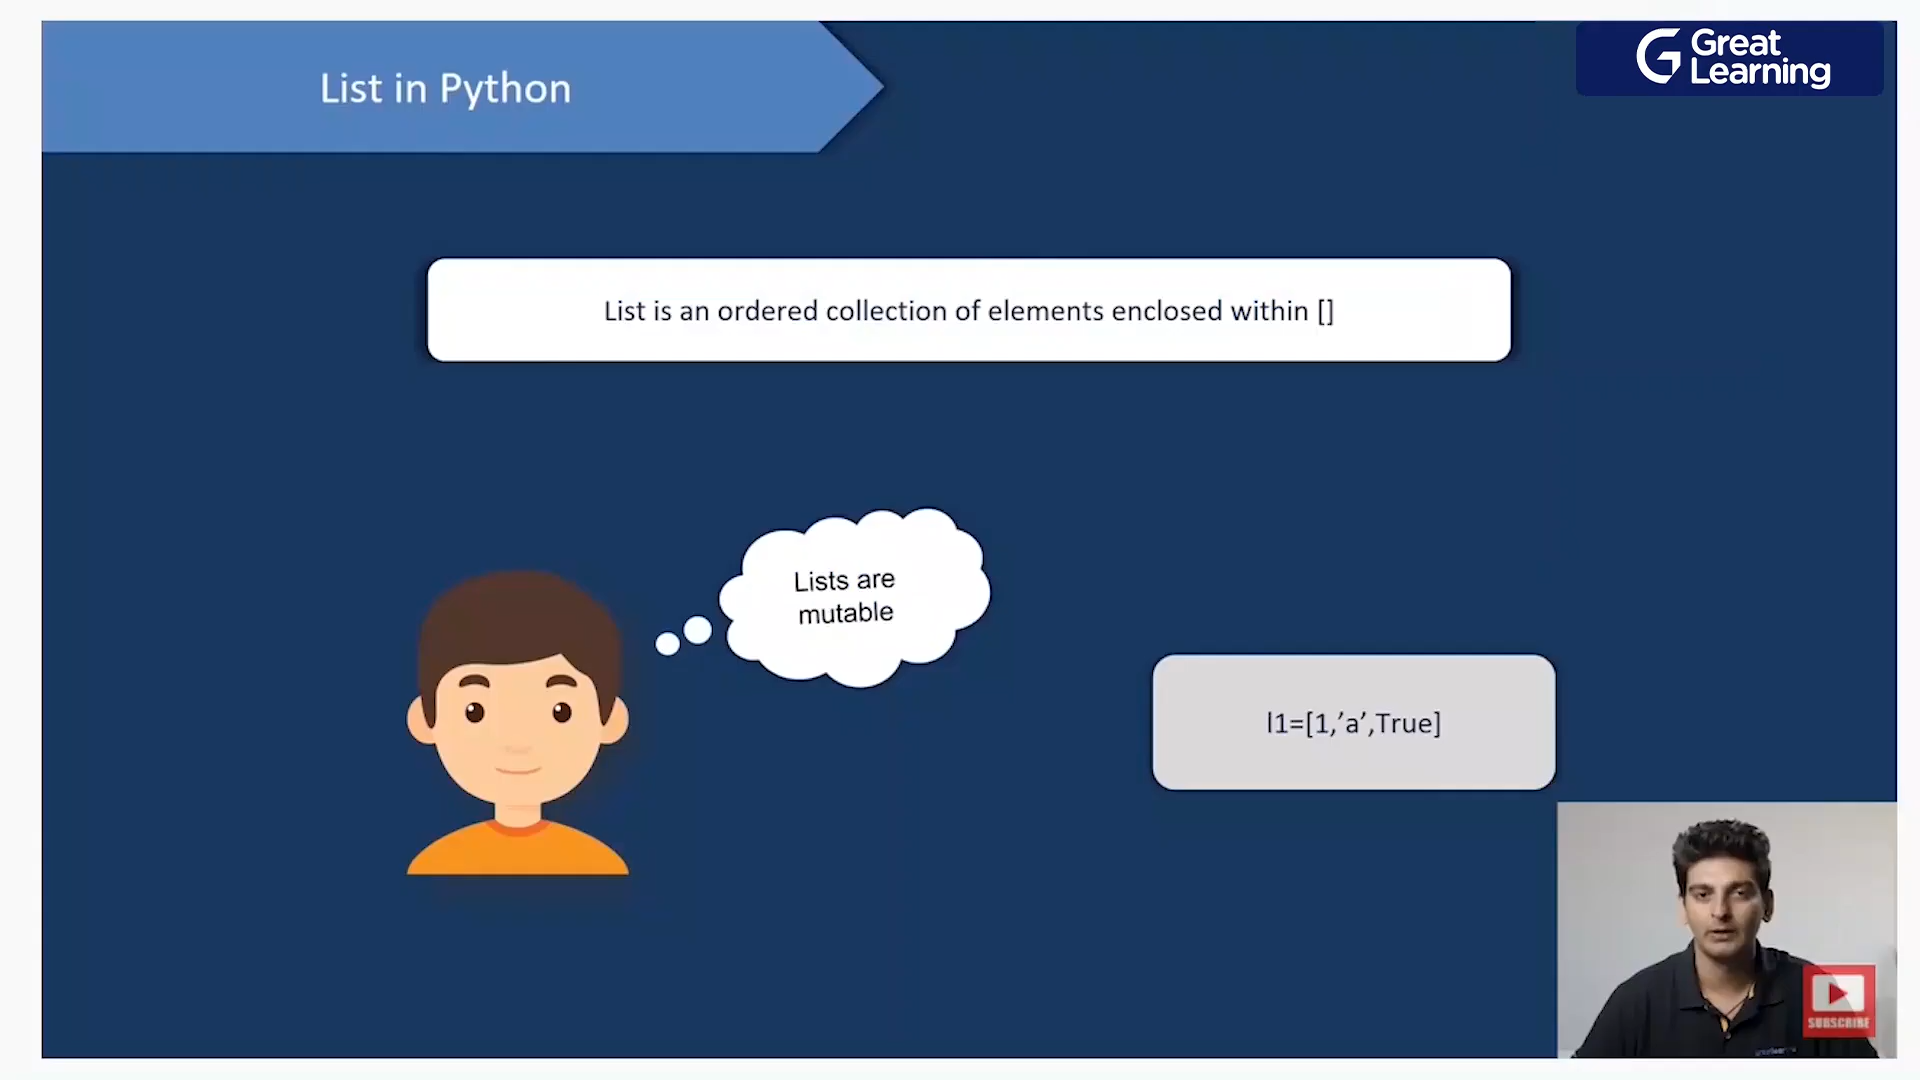 List in Python
Great
Learning
List is an ordered collection of elements enclosed within []
Lists are
mutable
l1=[1,’a’,True]
SUBSCRIBE